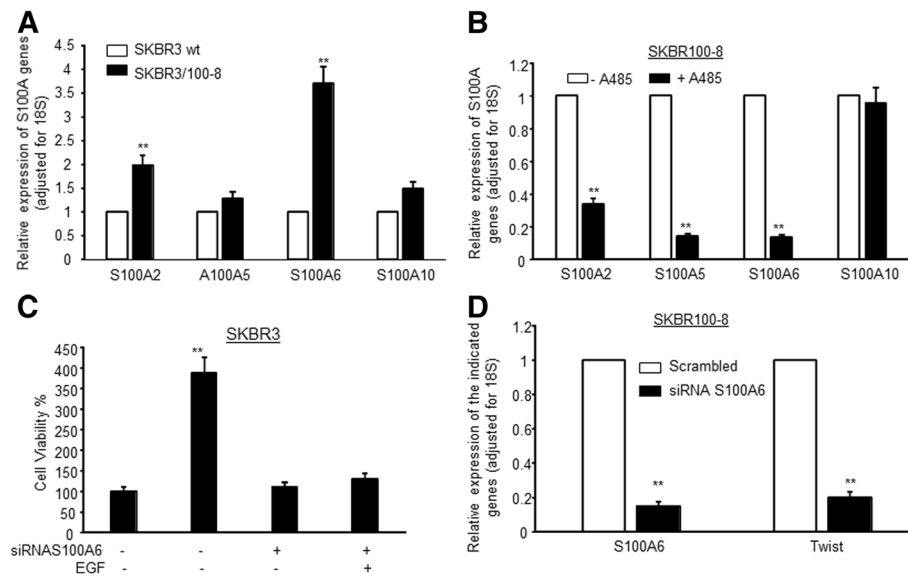 A
Relative expression of S100A genes
(adjusted for 18S)
4.5
4
3.5
3
2.5
2
1.5
1
0.5
0
SKBR3 wt
SKBR3/100-8
**
**
S100A2
A100A5
S100A6
S100A10
B
SKBR100-8
Relative expression of S100A
genes (adjusted for 18S)
1.2
1
0.8
0.6
0.4
0.2
0
- A485
+ A485
**
**
**
S100A2
S100A5
S100A6
S100A10
C
SKBR3
Cell Viability %
450
400
350
300
250
200
150
100
50
0
**
siRNAS100A6 - - + +
EGF - - - +
D
SKBR100-8
Relative expression of the indicated
genes (adjusted for 18S)
1.2
1
0.8
0.6
0.4
0.2
0
Scrambled
siRNA S100A6
**
**
S100A6
Twist